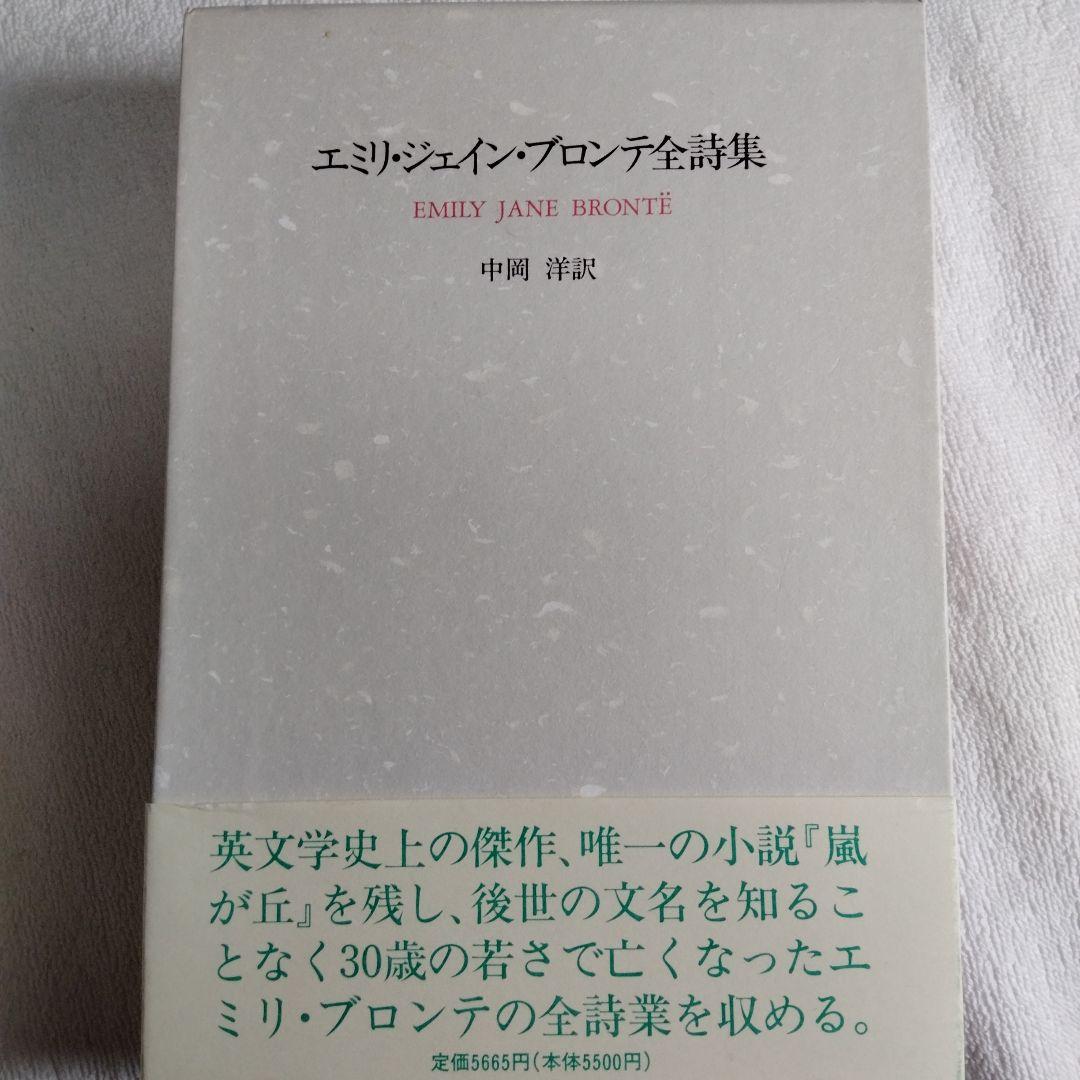 エミリ・ジェイン・ブロンテ全詩集
EMILY JANE BRONTË
中岡 洋訳
英文学史上の傑作、唯一の小説『嵐
が丘』を残し、後世の文名を知るこ
となく30歳の若さで亡くなったエ
ミリ・ブロンテの全詩業を収める。
定価5665円(本体5500円)